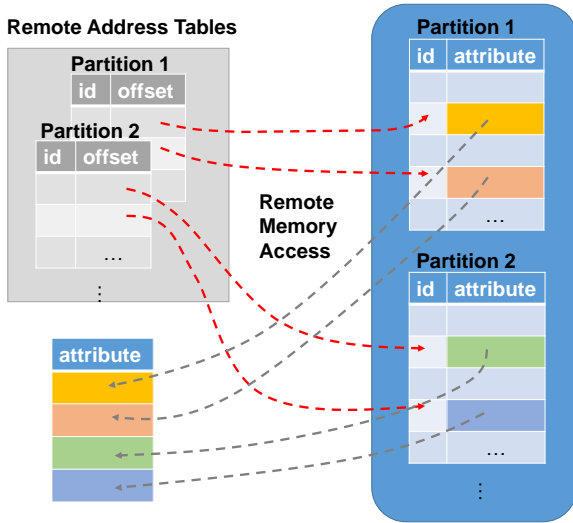 Remote Address Tables
Partition 1
id offset
Partition 2
id offset
...
⋮
Remote
Memory
Access
attribute
Partition 1
id attribute
...
Partition 2
id attribute
...
⋮